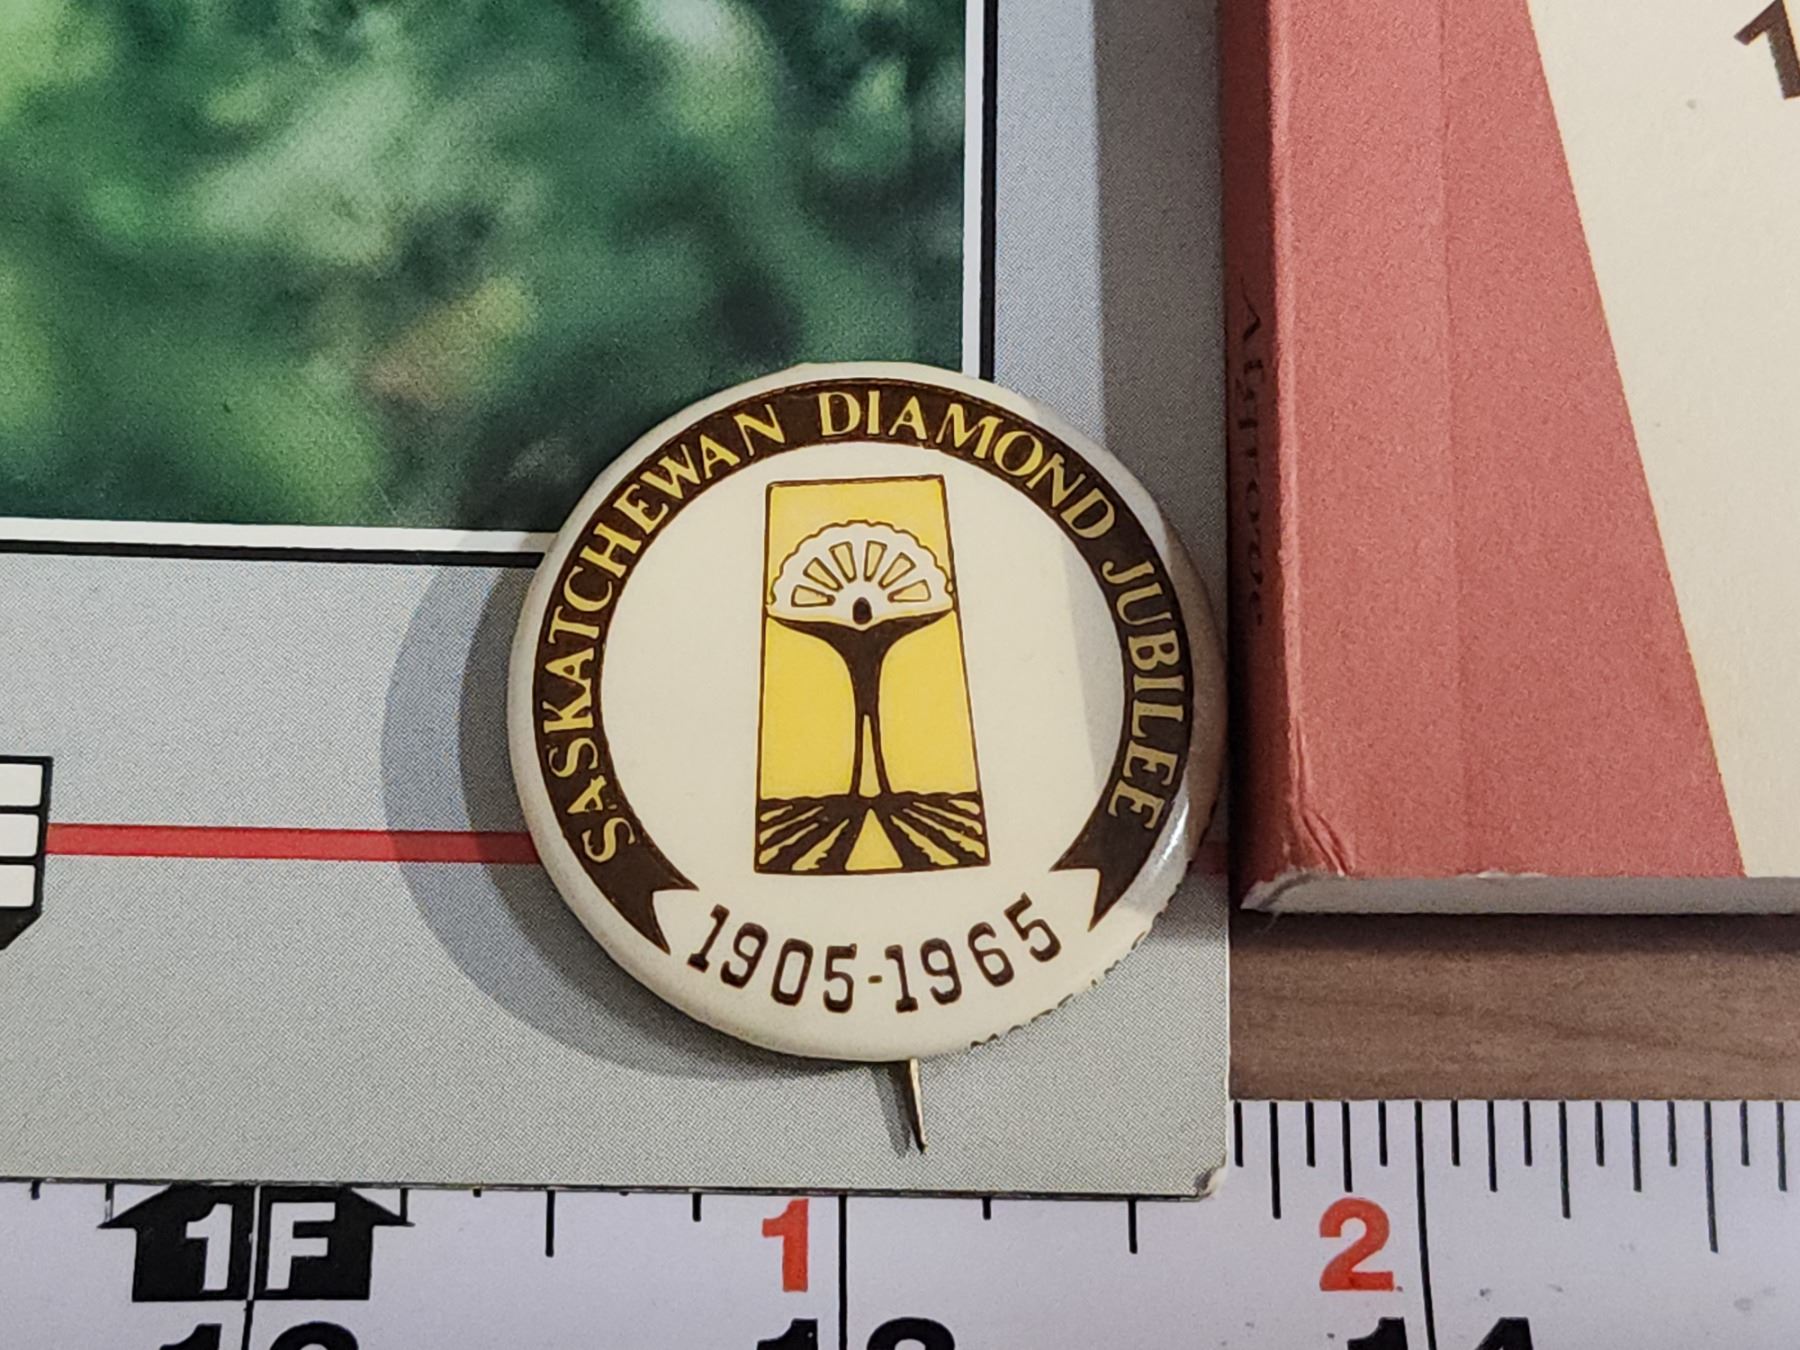 SASKATCHEWAN DIAMOND JUBILEE
1905-1965
1F
1
2